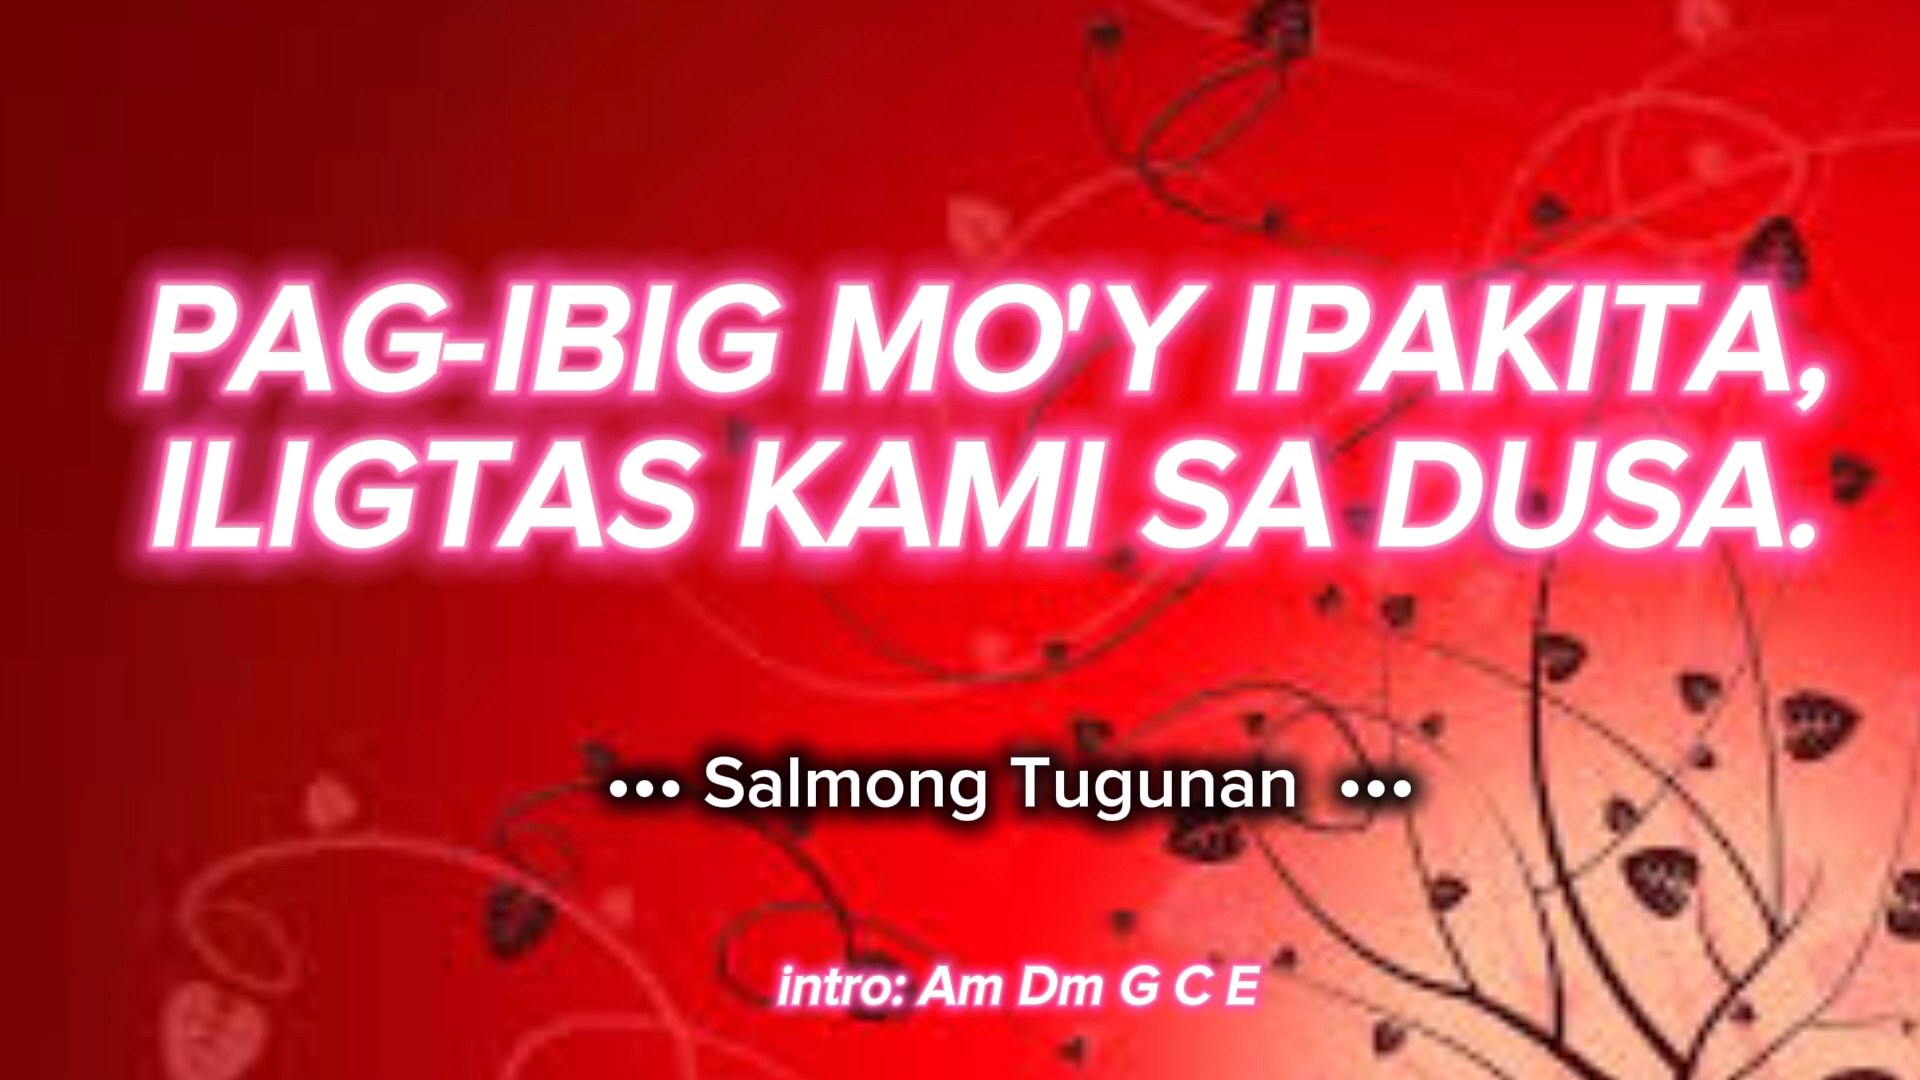 PAG-IBIG MO'Y IPAKITA,
ILIGTAS KAMI SA DUSA.
••• Salmong Tugunan •••
intro: Am Dm G C E